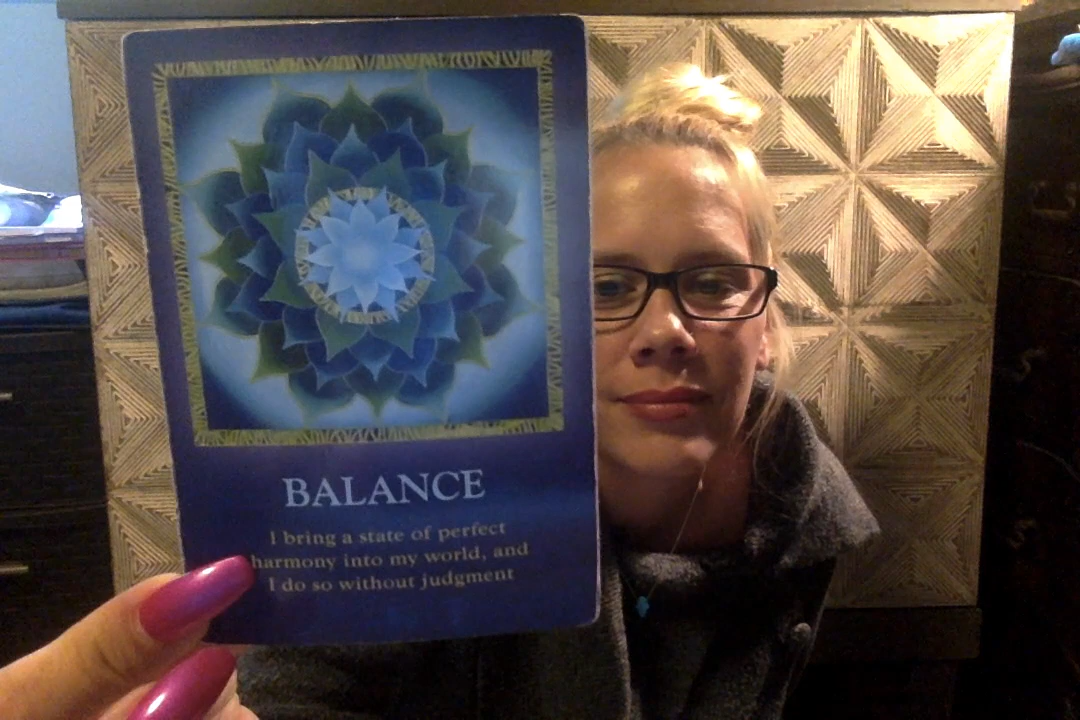 BALANCE
I bring a state of perfect
harmony into my world, and
I do so without judgment